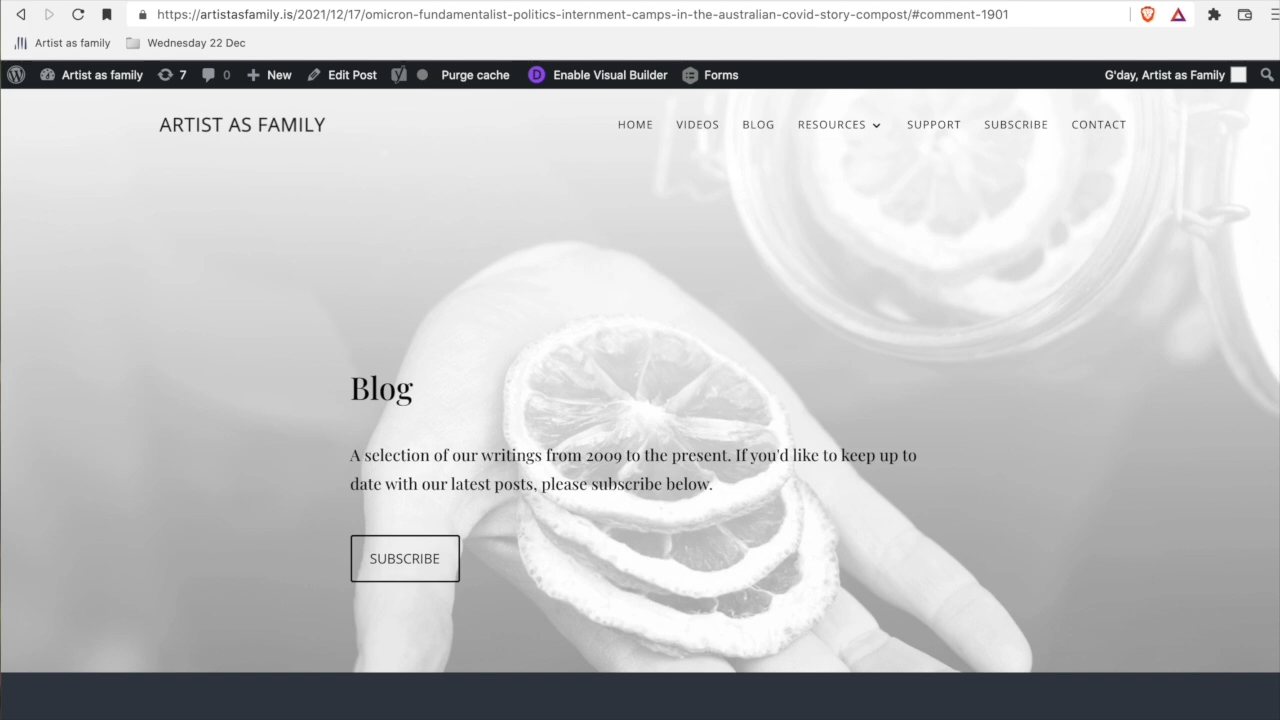 https://artistasfamily.is/2021/12/17/omicron-fundamentalist-politics-internment-camps-in-the-australian-covid-story-compost/#comment-1901
Artist as family Wednesday 22 Dec
Artist as family 7 0 New Edit Post Purge cache D Enable Visual Builder Forms G'day, Artist as Family
ARTIST AS FAMILY HOME VIDEOS BLOG RESOURCES SUPPORT SUBSCRIBE CONTACT
Blog
A selection of our writings from 2009 to the present. If you'd like to keep up to
date with our latest posts, please subscribe below.
SUBSCRIBE